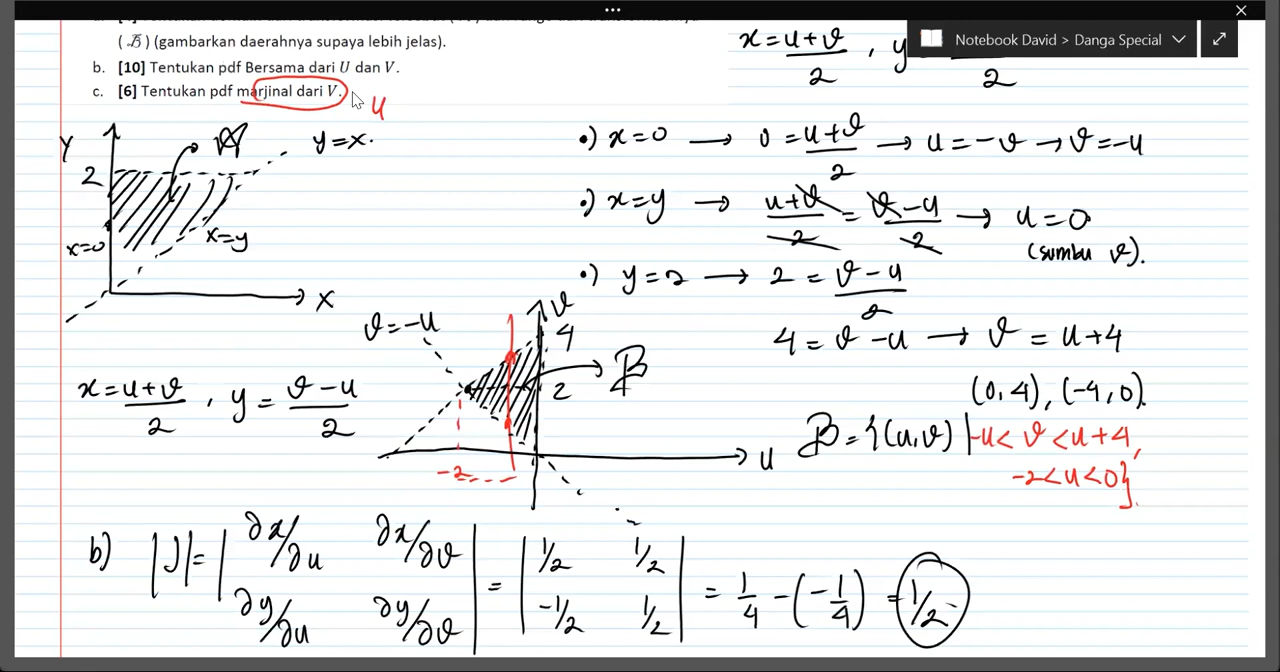 (ℬ) (gambarkan daerahnya supaya lebih jelas).
b. [10] Tentukan pdf Bersama dari U dan V.
c. [6] Tentukan pdf marjinal dari V.
u
Notebook David > Danga Special
x = u+v/2 , y
2
Y
A
y=x.
2
x=0
x=y
X
•) x=0 → 0 = u+v/2 → u = -v → v = -u
•) x=y → u+v/2 = v-u/2 → u = 0
(sumbu v).
•) y=2 → 2 = v-u/2
4 = v-u → v = u+4
(0,4), (-4,0).
v = -u
v
4
2
B
-2
u
x = u+v/2 , y = v-u/2
B = {(u,v) | -u < v < u+4,
-2 < u < 0}.
b) |J| = | ∂x/∂u ∂x/∂v | = | 1/2 1/2 | = 1/4 - (-1/4) = 1/2
∂y/∂u ∂y/∂v -1/2 1/2